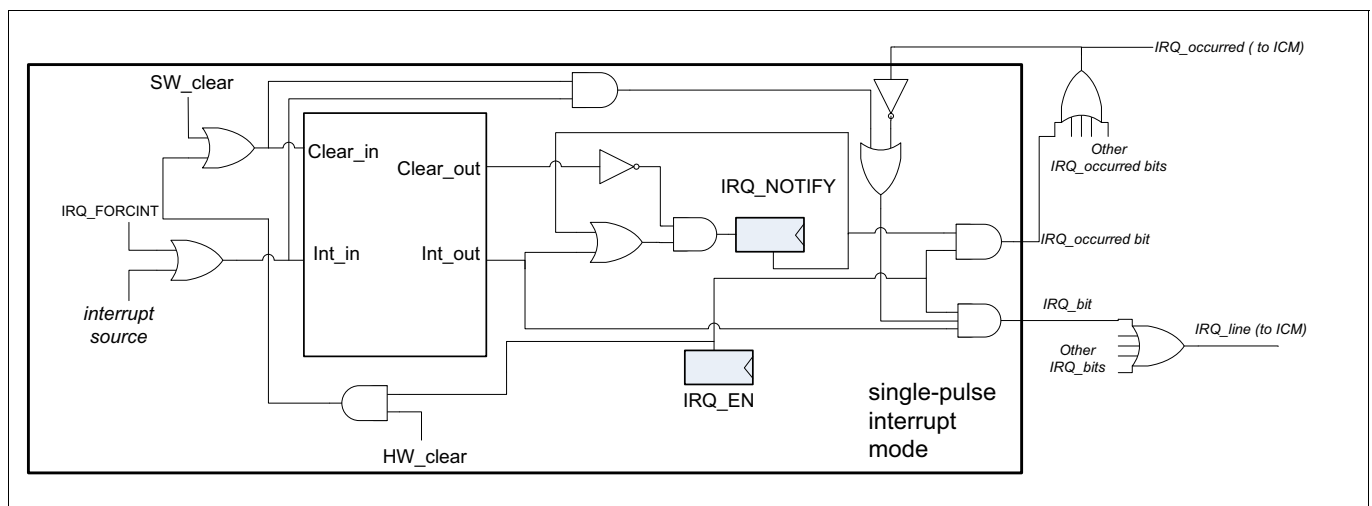 IRQ_occurred ( to ICM)
SW_clear
Other
IRQ_occurred bits
Clear_in
Clear_out
IRQ_NOTIFY
IRQ_FORCINT
IRQ_occurred bit
Int_in
Int_out
interrupt
source
IRQ_bit
IRQ_line (to ICM)
Other
IRQ_bits
IRQ_EN
single-pulse
interrupt
mode
HW_clear